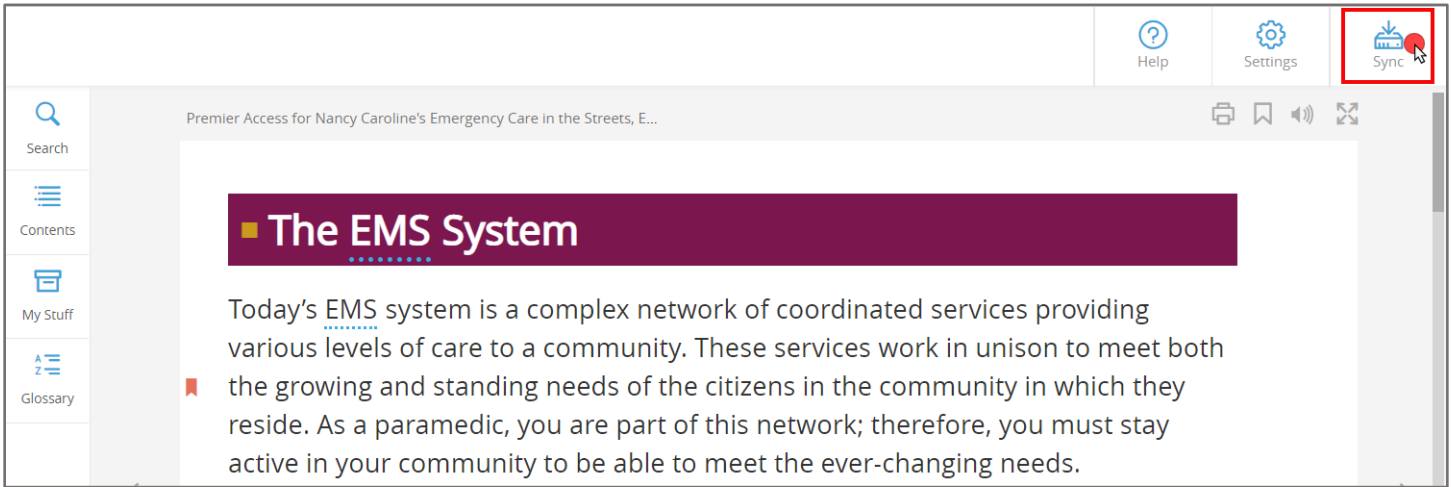 Help
Settings
Sync
Search
Contents
My Stuff
A
Z
Glossary
Premier Access for Nancy Caroline's Emergency Care in the Streets, E...
The EMS System
Today’s EMS system is a complex network of coordinated services providing
various levels of care to a community. These services work in unison to meet both
the growing and standing needs of the citizens in the community in which they
reside. As a paramedic, you are part of this network; therefore, you must stay
active in your community to be able to meet the ever-changing needs.